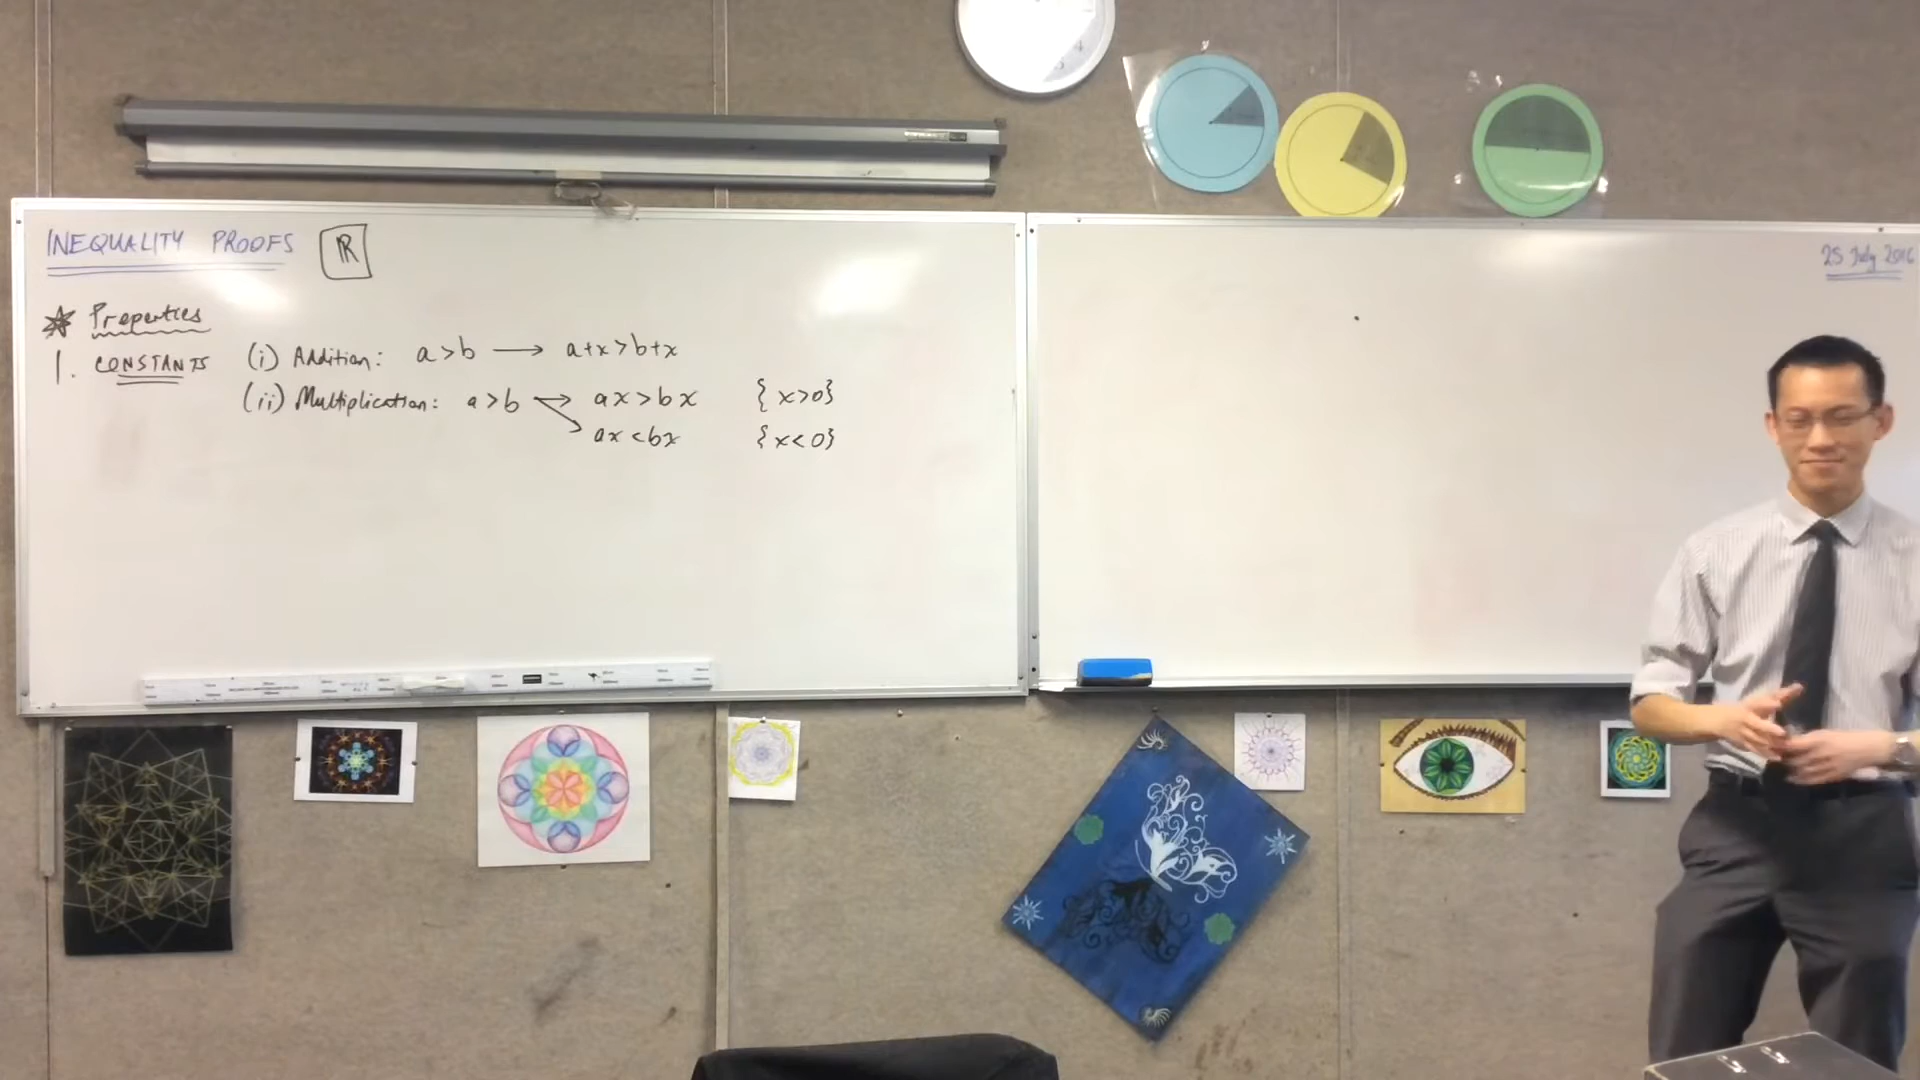 INEQUALITY PROOFS ℝ
25 July 2016
★ Properties
1. CONSTANTS (i) Addition: a>b → a+x>b+x
(ii) Multiplication: a>b → ax>bx {x>0}
ax<bx {x<0}